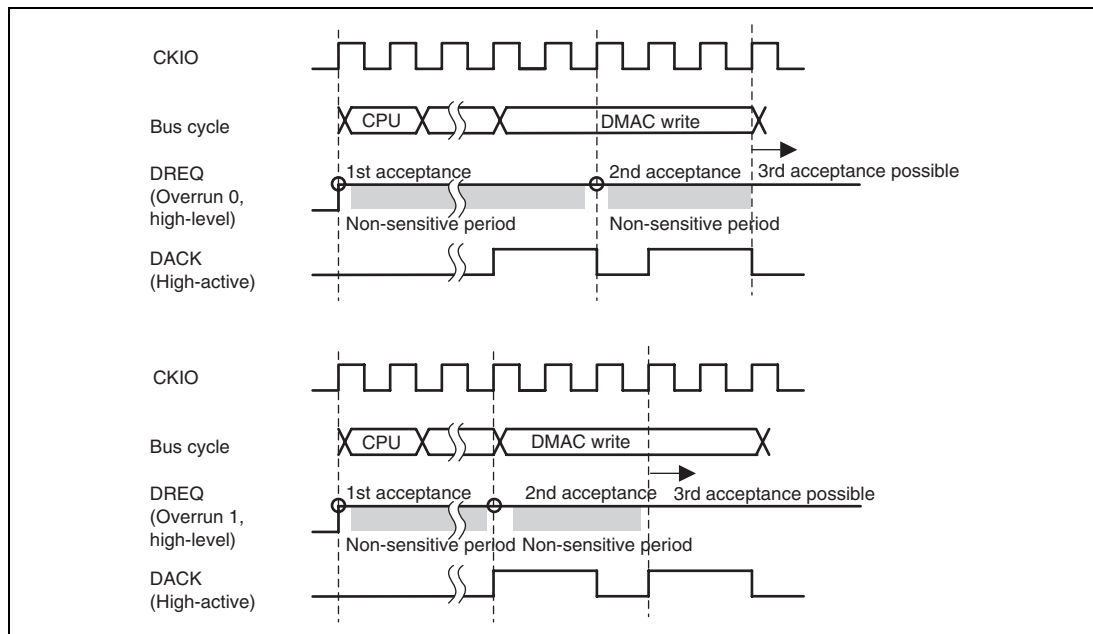 CKIO
Bus cycle
CPU
DMAC write
DREQ
(Overrun 0,
high-level)
1st acceptance
2nd acceptance
3rd acceptance possible
Non-sensitive period
Non-sensitive period
DACK
(High-active)
CKIO
Bus cycle
CPU
DMAC write
DREQ
(Overrun 1,
high-level)
1st acceptance
2nd acceptance
3rd acceptance possible
Non-sensitive period
Non-sensitive period
DACK
(High-active)